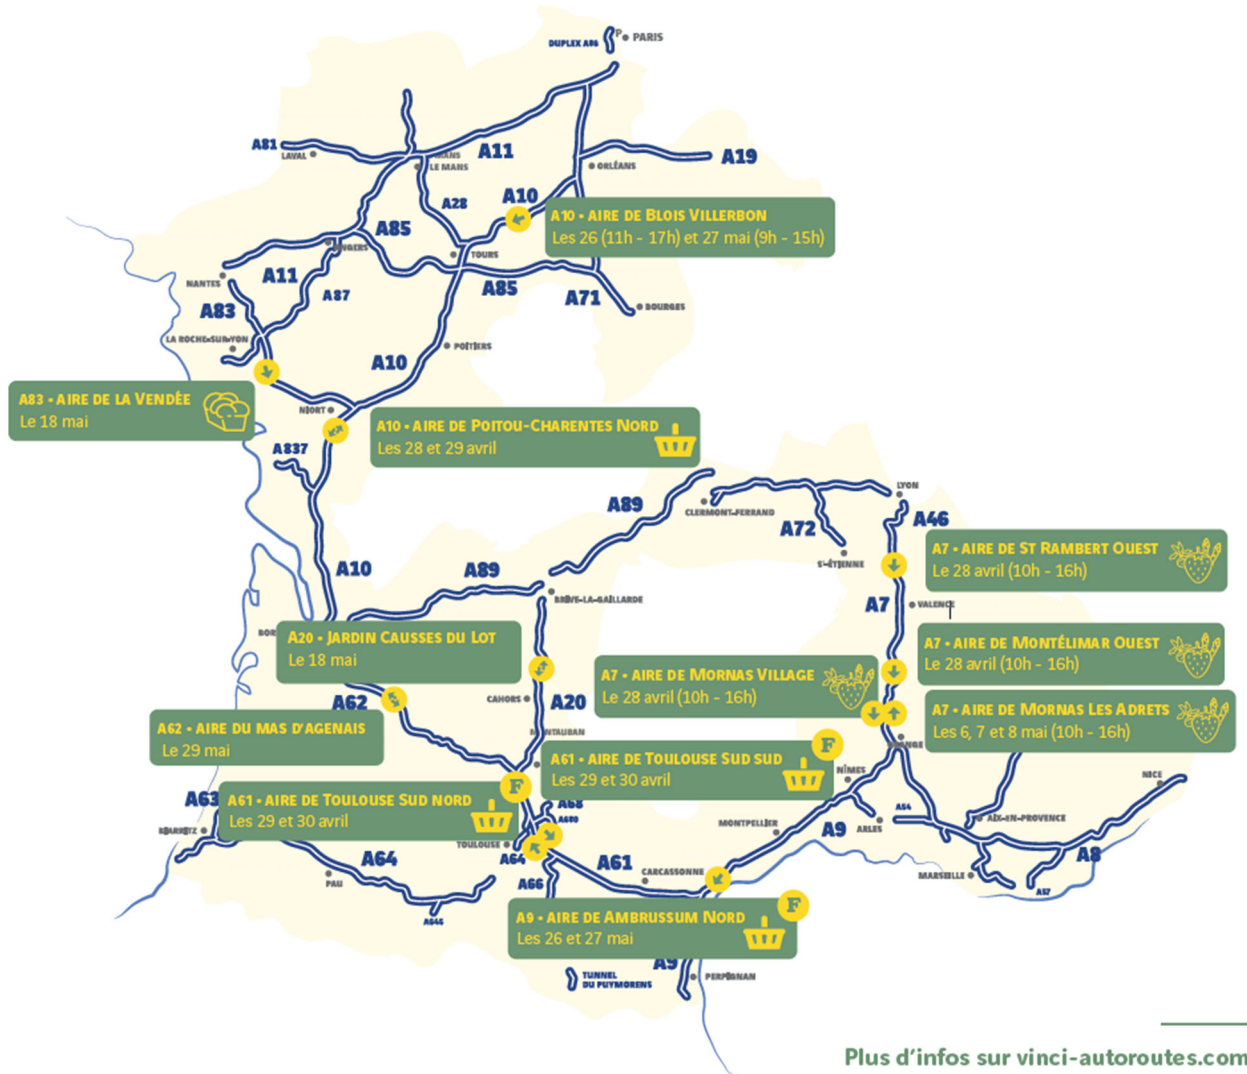 P
PARIS
DUPLEX A86
A81
LAVAL
MANS
LE MANS
A11
ORLÉANS
A19
A28
A10
A10 • AIRE DE BLOIS VILLERBON
Les 26 (11h - 17h) et 27 mai (9h - 15h)
A85
ANGERS
TOURS
NANTES
A11
A87
A85
A71
BOURGES
A83
LA ROCHE-SUR-YON
POITIERS
A10
A83 • AIRE DE LA VENDÉE
Le 18 mai
NIORT
A10 • AIRE DE POITOU-CHARENTES NORD
Les 28 et 29 avril
A837
A89
CLERMONT-FERRAND
LYON
A72
A46
ST-ÉTIENNE
A7 • AIRE DE ST RAMBERT OUEST
Le 28 avril (10h - 16h)
A10
A89
BRIVE-LA-GAILLARDE
A7
VALENCE
BOR
A20 • JARDIN CAUSSES DU LOT
Le 18 mai
A7 • AIRE DE MONTÉLIMAR OUEST
Le 28 avril (10h - 16h)
A7 • AIRE DE MORNAS VILLAGE
Le 28 avril (10h - 16h)
A62
CAHORS
A20
A7 • AIRE DE MORNAS LES ADRETS
Les 6, 7 et 8 mai (10h - 16h)
A62 • AIRE DU MAS D'AGENAIS
Le 29 mai
MONTAUBAN
ORANGE
F
A61 • AIRE DE TOULOUSE SUD SUD
Les 29 et 30 avril
NÎMES
NICE
F
A63
A61 • AIRE DE TOULOUSE SUD NORD
Les 29 et 30 avril
A68
A680
BIARRITZ
TOULOUSE
A64
MONTPELLIER
A9
ARLES
A54
AIX-EN-PROVENCE
A8
A64
PAU
A61
CARCASSONNE
A66
MARSEILLE
A57
A645
F
A9 • AIRE DE AMBRUSSUM NORD
Les 26 et 27 mai
A9
TUNNEL
DU PUYMORENS
PERPIGNAN
Plus d'infos sur vinci-autoroutes.com